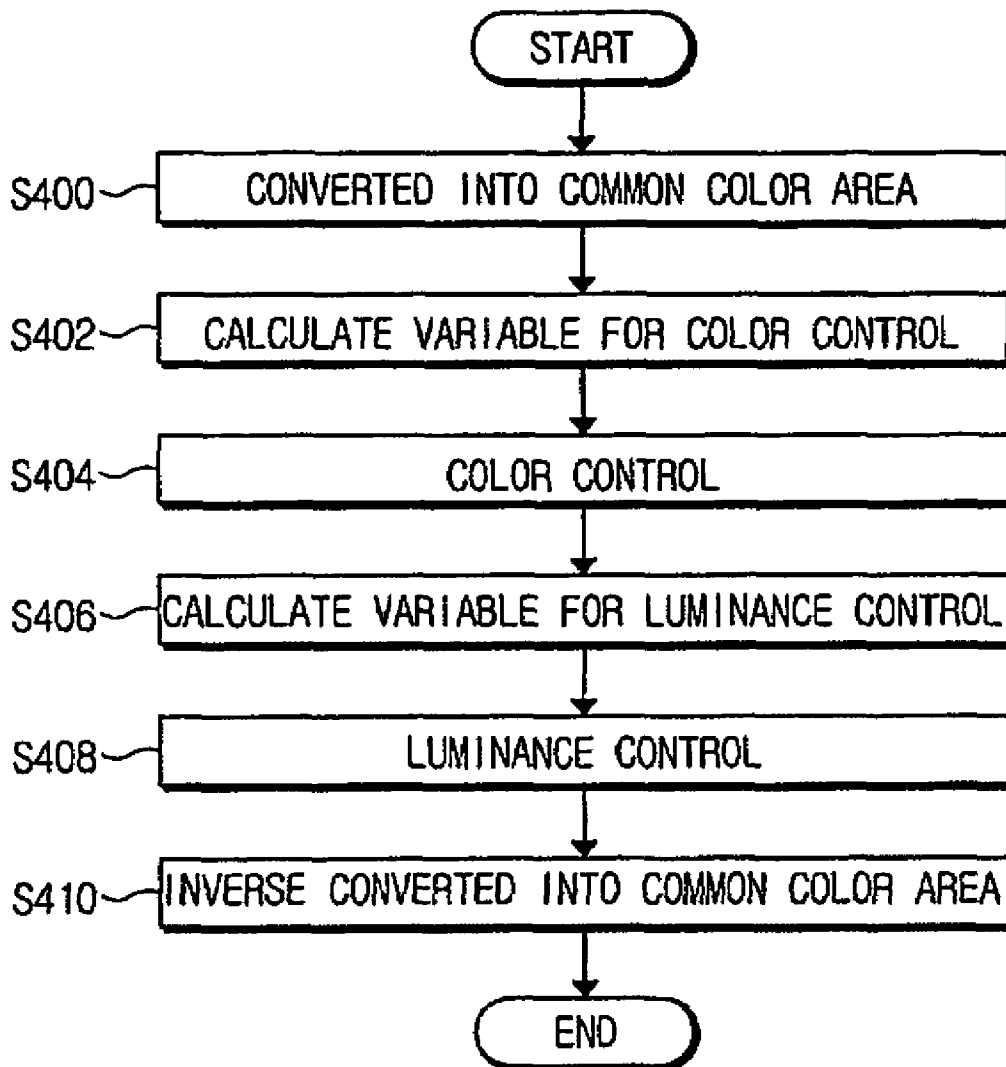 START
S400 CONVERTED INTO COMMON COLOR AREA
S402 CALCULATE VARIABLE FOR COLOR CONTROL
S404 COLOR CONTROL
S406 CALCULATE VARIABLE FOR LUMINANCE CONTROL
S408 LUMINANCE CONTROL
S410 INVERSE CONVERTED INTO COMMON COLOR AREA
END